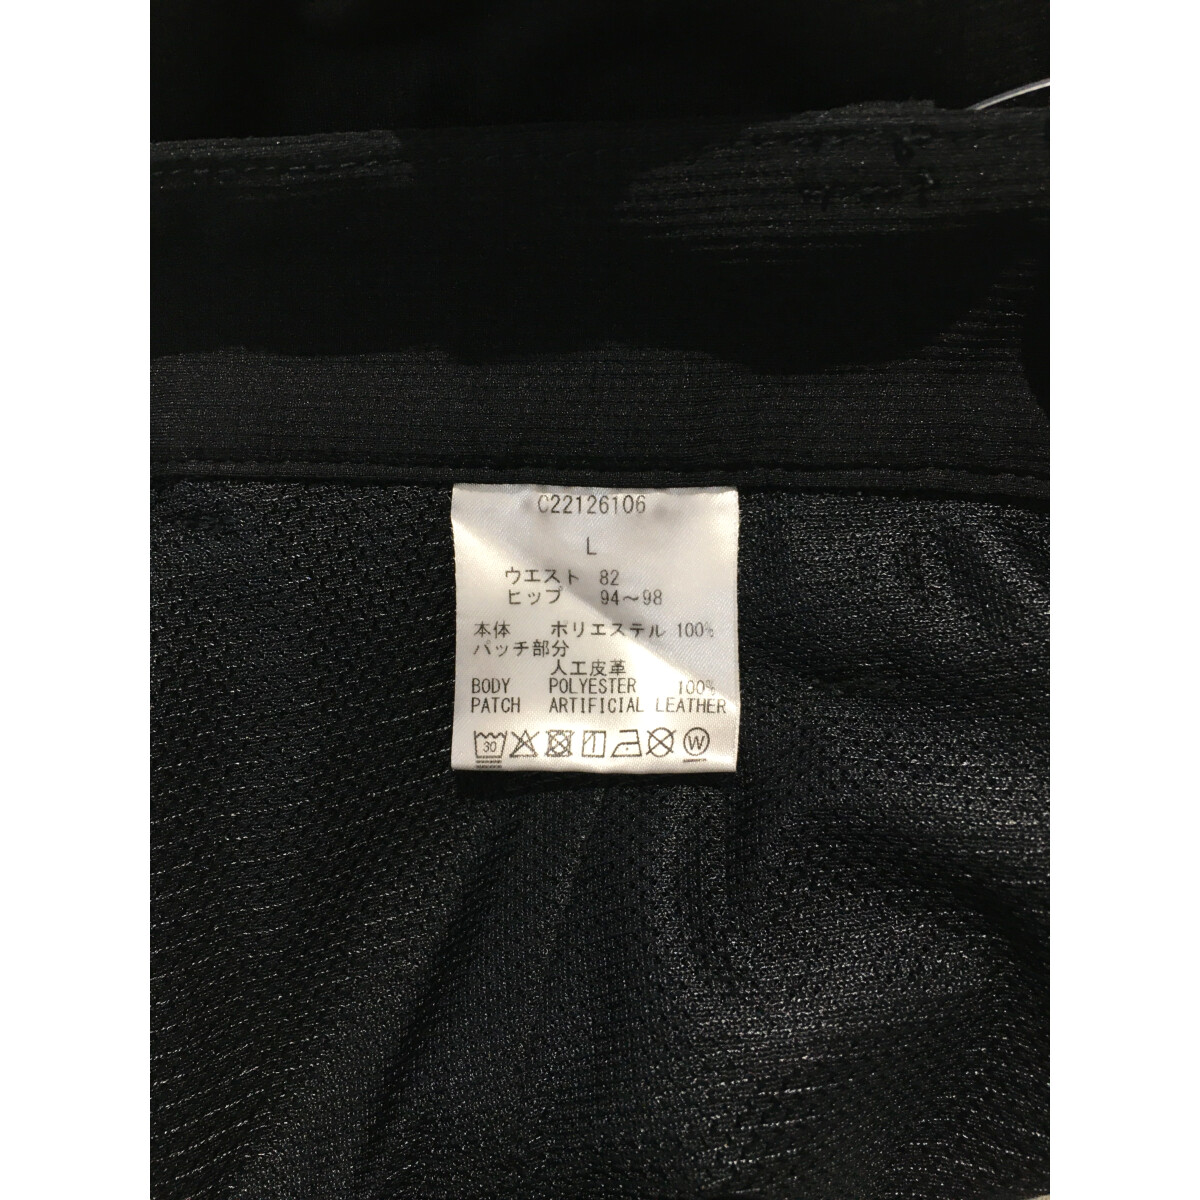 C22126106
L
ウエスト 82
ヒップ 94～98
本体 ポリエステル 100%
パッチ部分
人工皮革
BODY POLYESTER 100%
PATCH ARTIFICIAL LEATHER
30 W